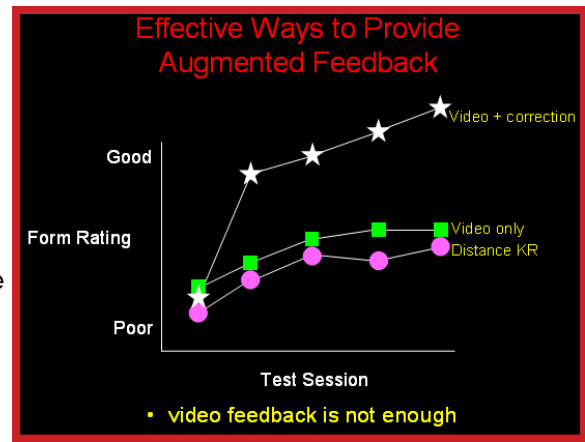 Effective Ways to Provide
Augmented Feedback
Video + correction
Good
Form Rating
Video only
Distance KR
e
Poor
Test Session
• video feedback is not enough